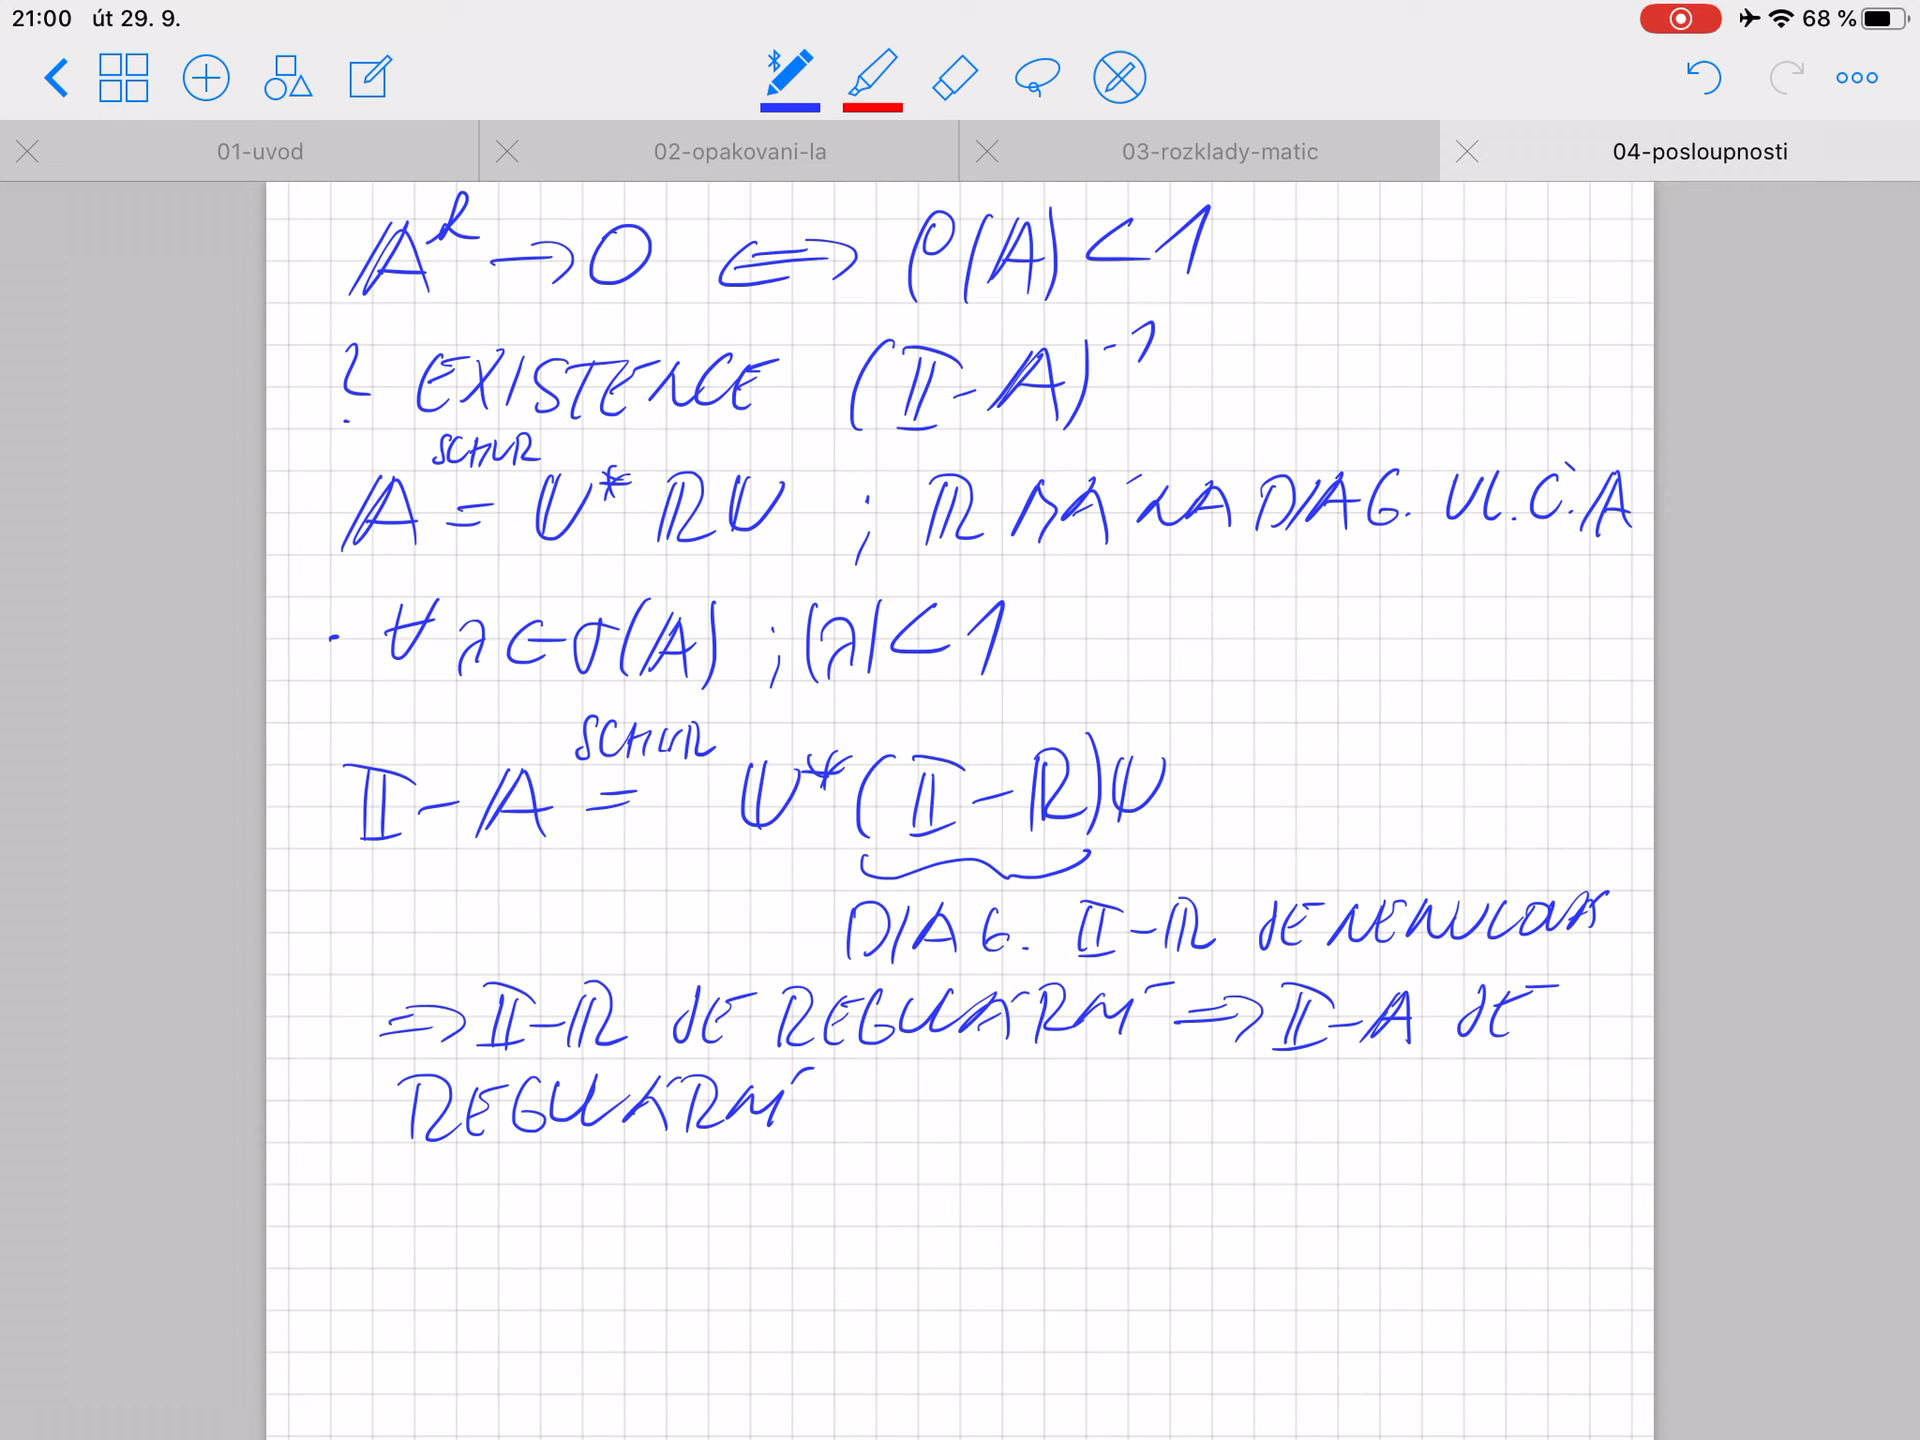 21:00 út 29. 9. 68 %
01-uvod 02-opakovani-la 03-rozklady-matic 04-posloupnosti
𝔸^k → 0 ⟺ ρ(𝔸) < 1
? EXISTENCE (𝕀 - 𝔸)^-1
SCHUR
𝔸 = 𝕌* ℝ𝕌 ; ℝ MÁ NA DIAG. VL. Č. 𝔸
· ∀ λ ∈ σ(𝔸) ; |λ| < 1
SCHUR
𝕀 - 𝔸 = 𝕌* (𝕀 - ℝ) 𝕌
DIAG. 𝕀 - ℝ JE NENULOVÁ
⇒ 𝕀 - ℝ JE REGULÁRNÍ ⇒ 𝕀 - 𝔸 JE
REGULÁRNÍ